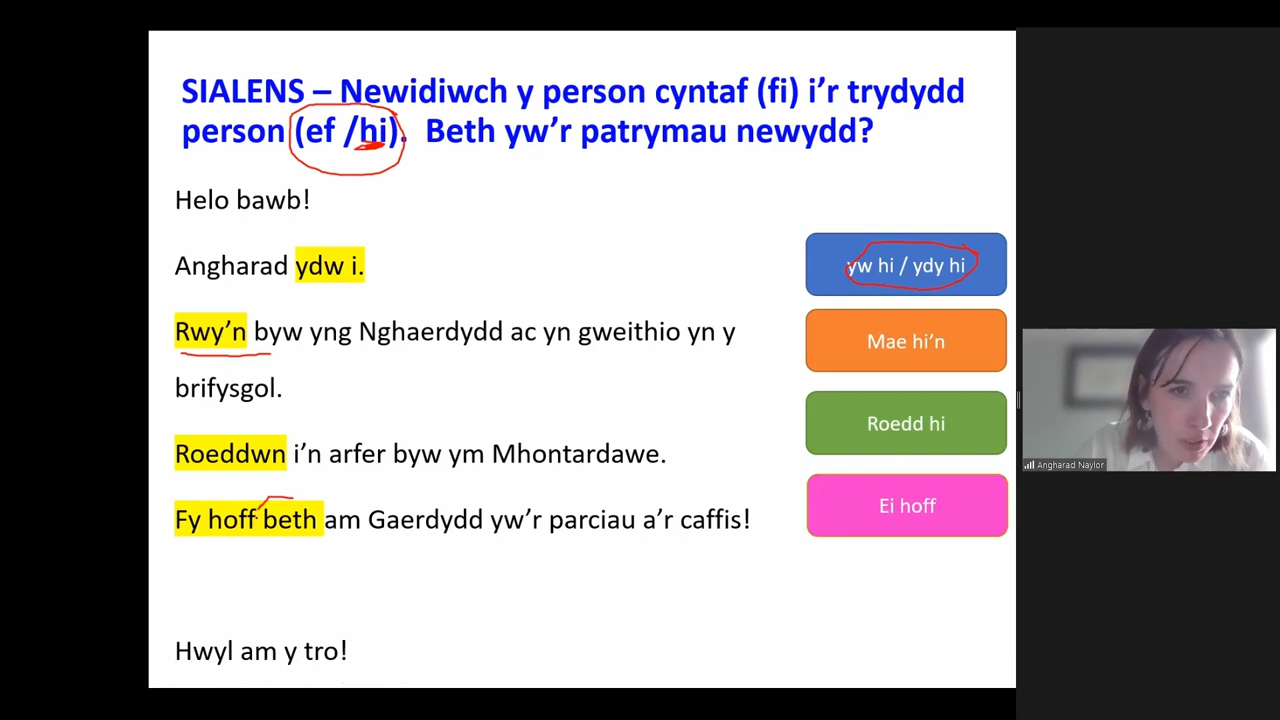 SIALENS – Newidiwch y person cyntaf (fi) i’r trydydd
person (ef /hi). Beth yw’r patrymau newydd?
Helo bawb!
Angharad ydw i.
yw hi / ydy hi
Rwy’n byw yng Nghaerdydd ac yn gweithio yn y
brifysgol.
Mae hi’n
Roeddwn i’n arfer byw ym Mhontardawe.
Roedd hi
Fy hoff beth am Gaerdydd yw’r parciau a’r caffis!
Ei hoff
Hwyl am y tro!
Angharad Naylor